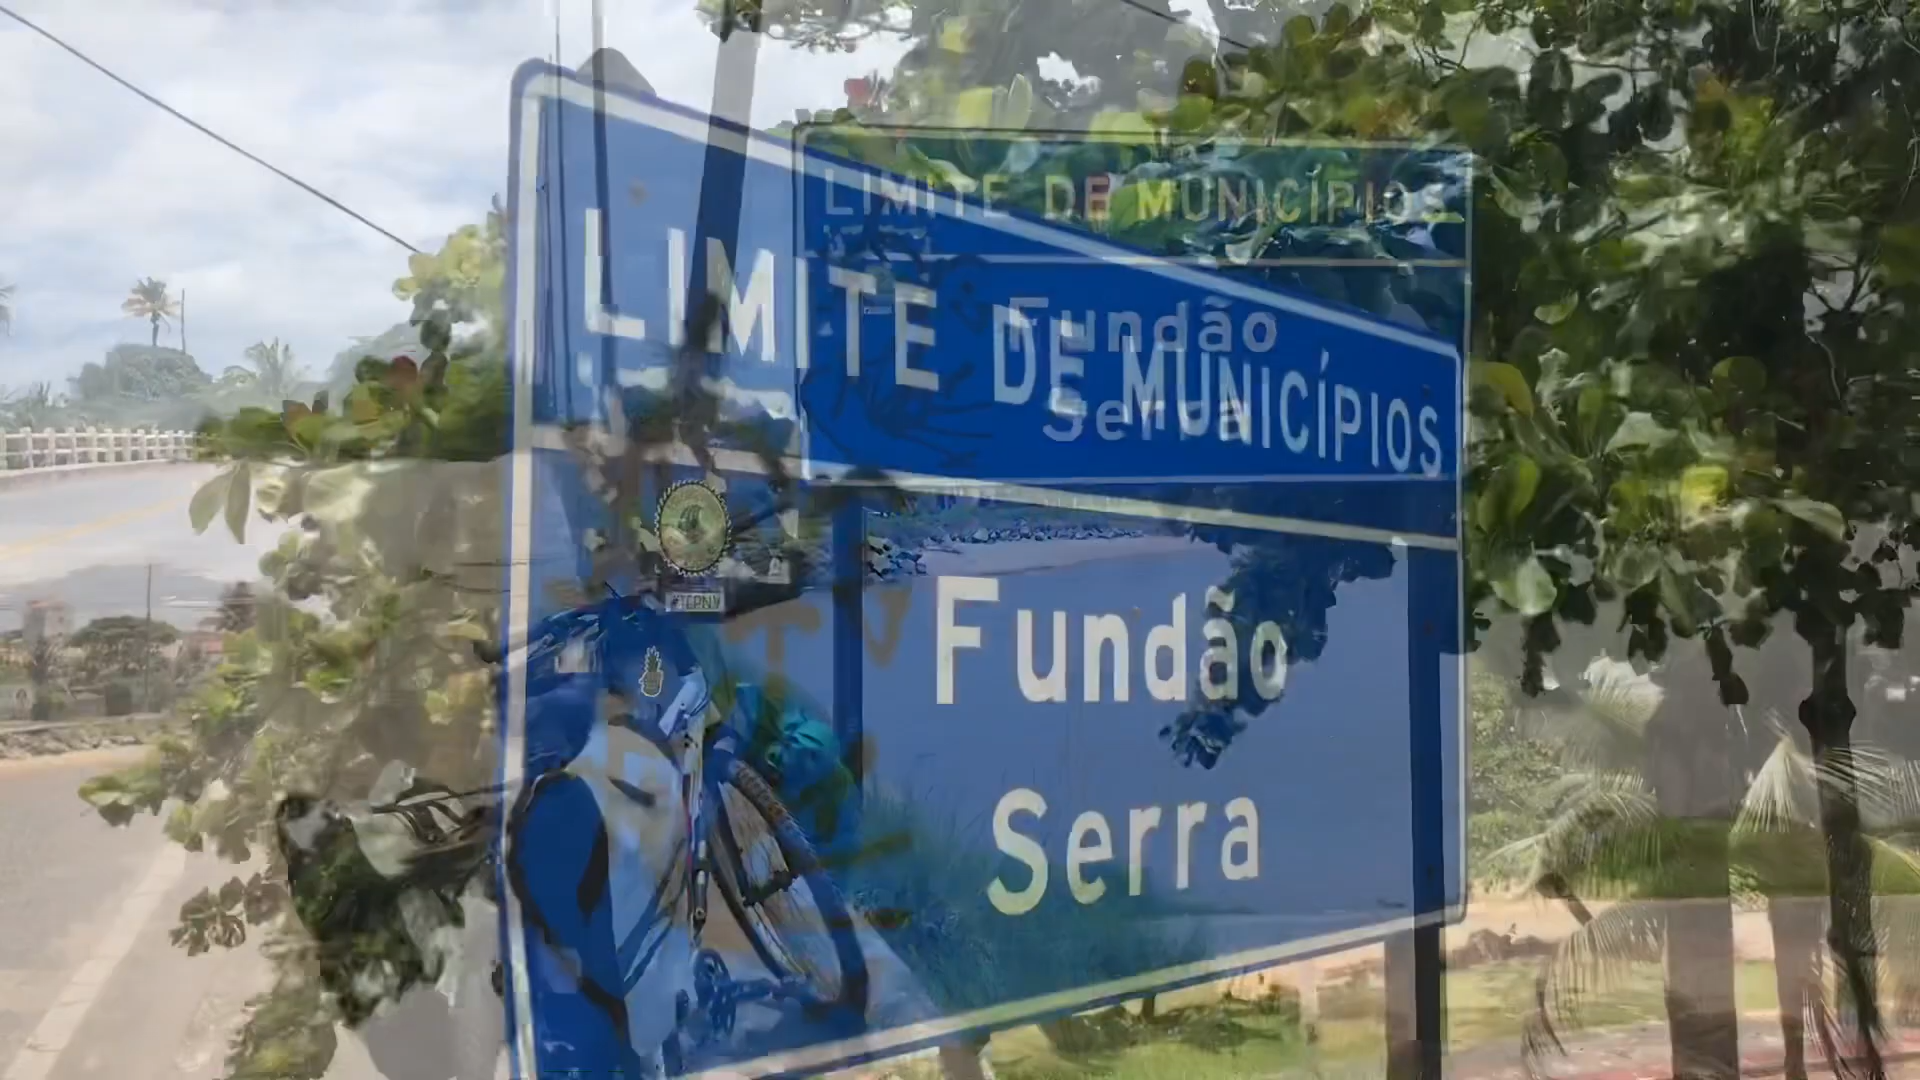 LIMITE DE MUNICÍPIOS
Fundão
Serra
LIMITE DE MUNICÍPIOS
Fundão
Serra